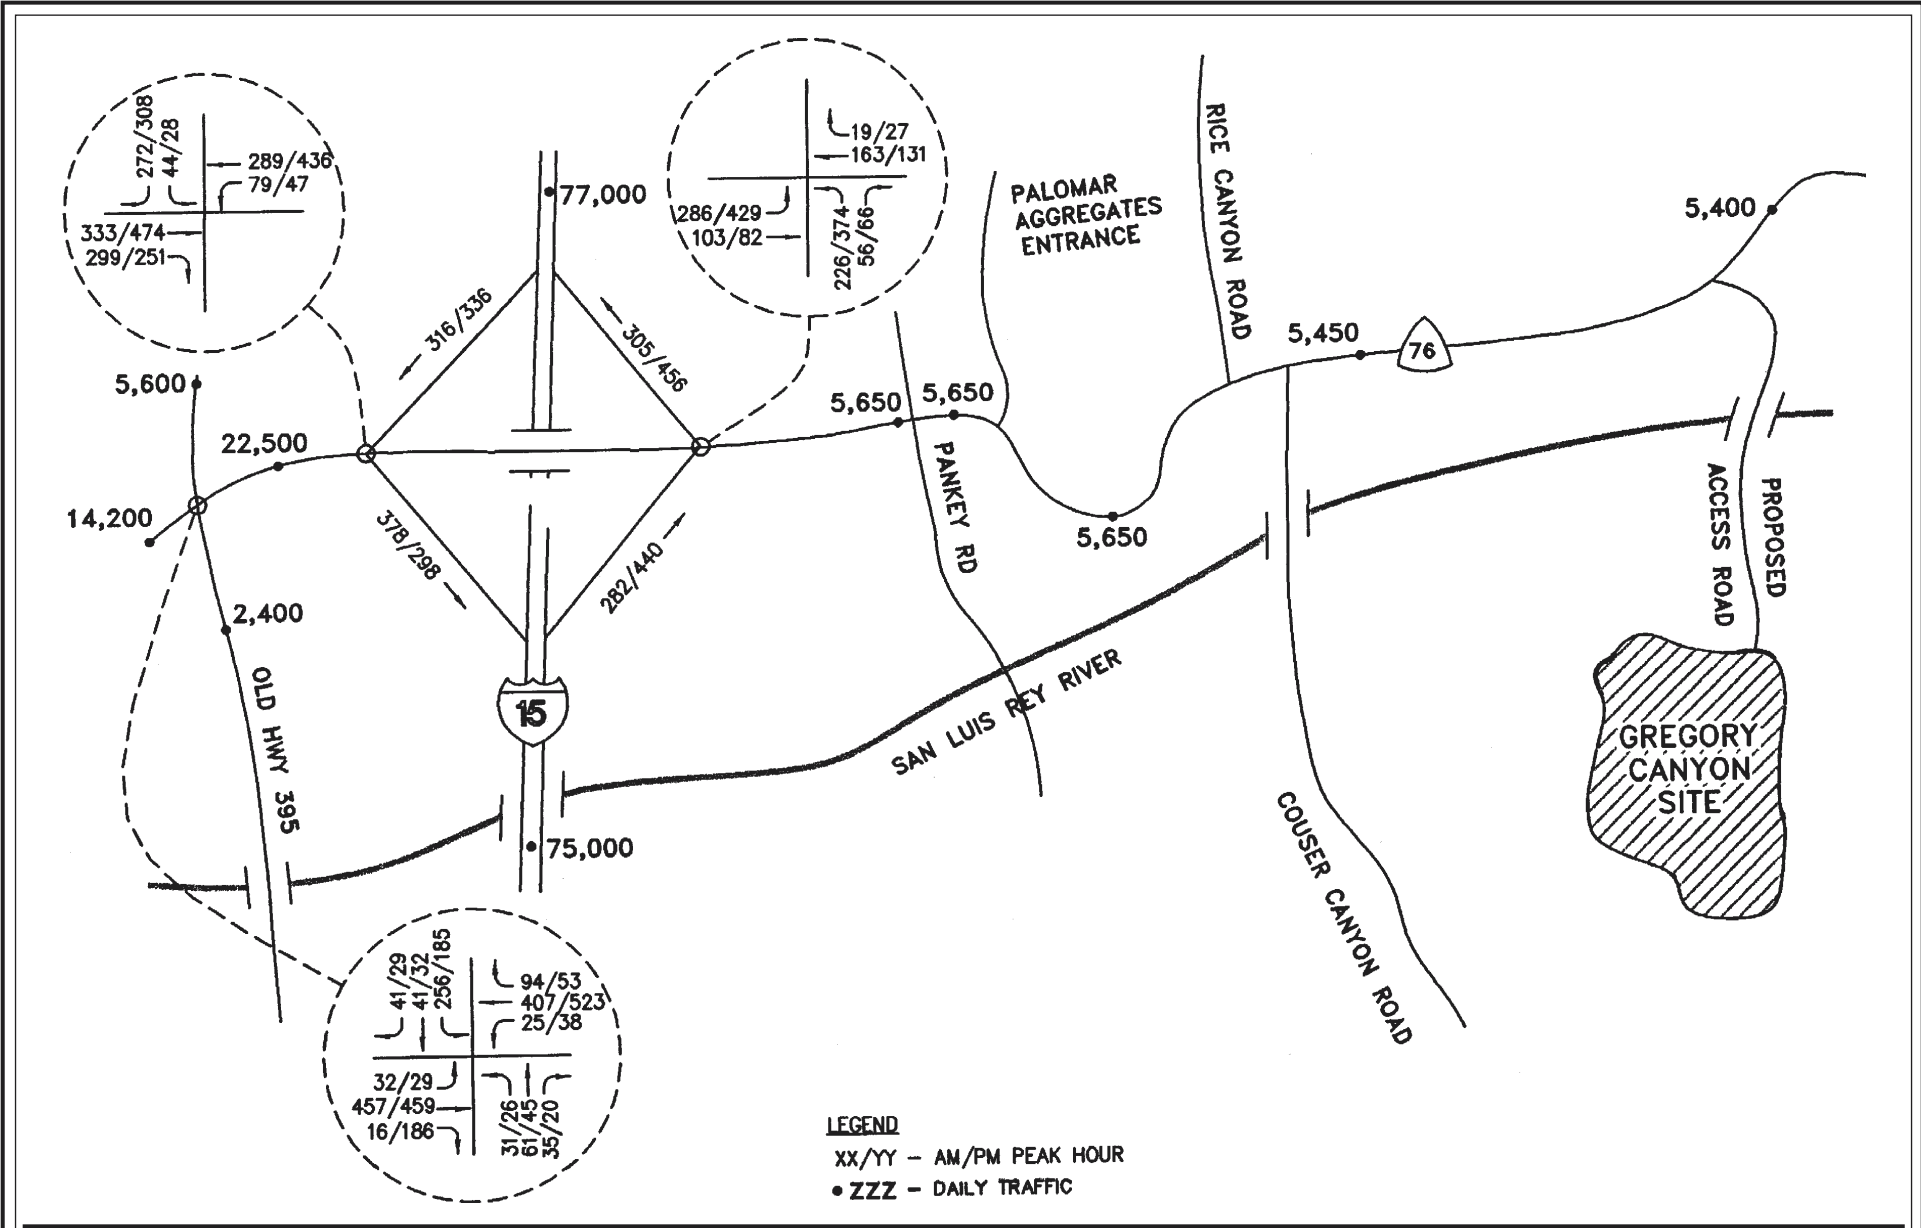 272/308
44/28
289/436
79/47
333/474
299/251
77,000
19/27
163/131
286/429
103/82
226/374
56/66
PALOMAR
AGGREGATES
ENTRANCE
RICE CANYON ROAD
5,400
316/336
305/456
5,450
76
5,600
22,500
14,200
5,650
5,650
5,650
PANKEY RD
378/298
282/440
2,400
OLD HWY 395
15
75,000
SAN LUIS REY RIVER
COUSER CANYON ROAD
PROPOSED
ACCESS ROAD
GREGORY
CANYON
SITE
41/29
41/32
256/185
94/53
407/523
25/38
32/29
457/459
16/186
31/26
61/45
35/20
LEGEND
XX/YY - AM/PM PEAK HOUR
• ZZZ - DAILY TRAFFIC